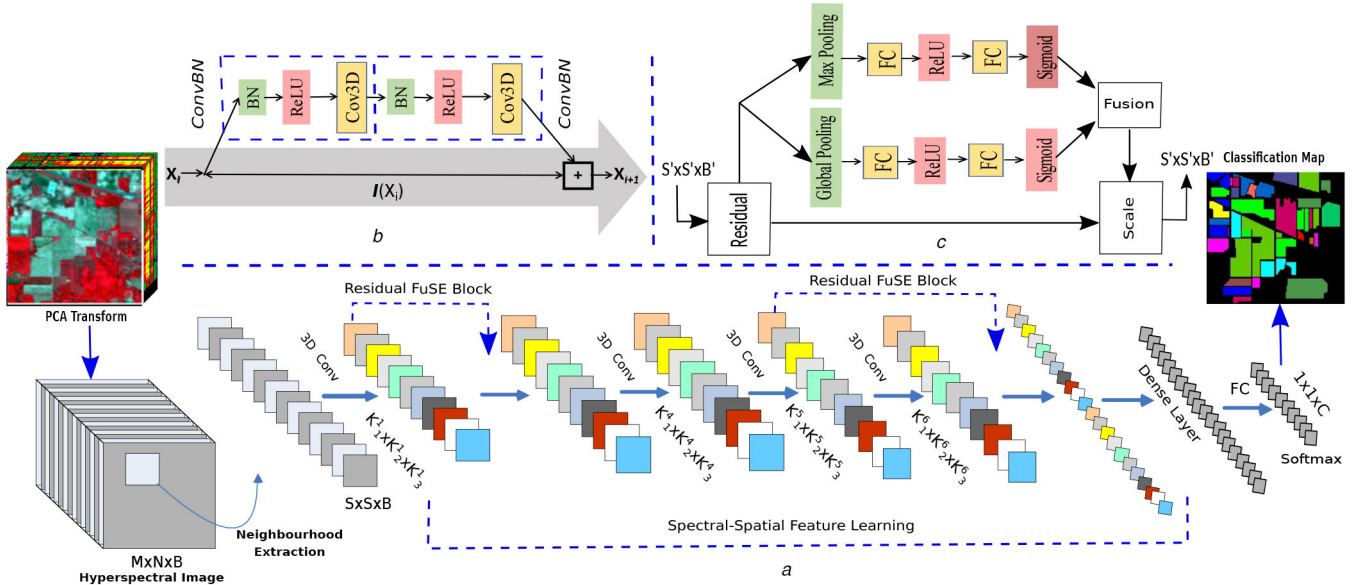 ConvBN
BN
ReLU
Cov3D
BN
ReLU
Cov3D
ConvBN
X_i
I(X_i)
+
X_{i+1}
b
Max Pooling
FC
ReLU
FC
Sigmoid
Global Pooling
FC
ReLU
FC
Sigmoid
Fusion
S'xS'xB'
Residual
Scale
S'xS'xB'
c
Classification Map
PCA Transform
MxNxB
Hyperspectral Image
Neighbourhood
Extraction
SxSxB
3D Conv
K^1_1xK^1_2xK^1_3
Residual FuSE Block
3D Conv
K^4_1xK^4_2xK^4_3
3D Conv
K^5_1xK^5_2xK^5_3
Residual FuSE Block
3D Conv
K^6_1xK^6_2xK^6_3
Spectral-Spatial Feature Learning
Dense Layer
FC
1x1xC
Softmax
a